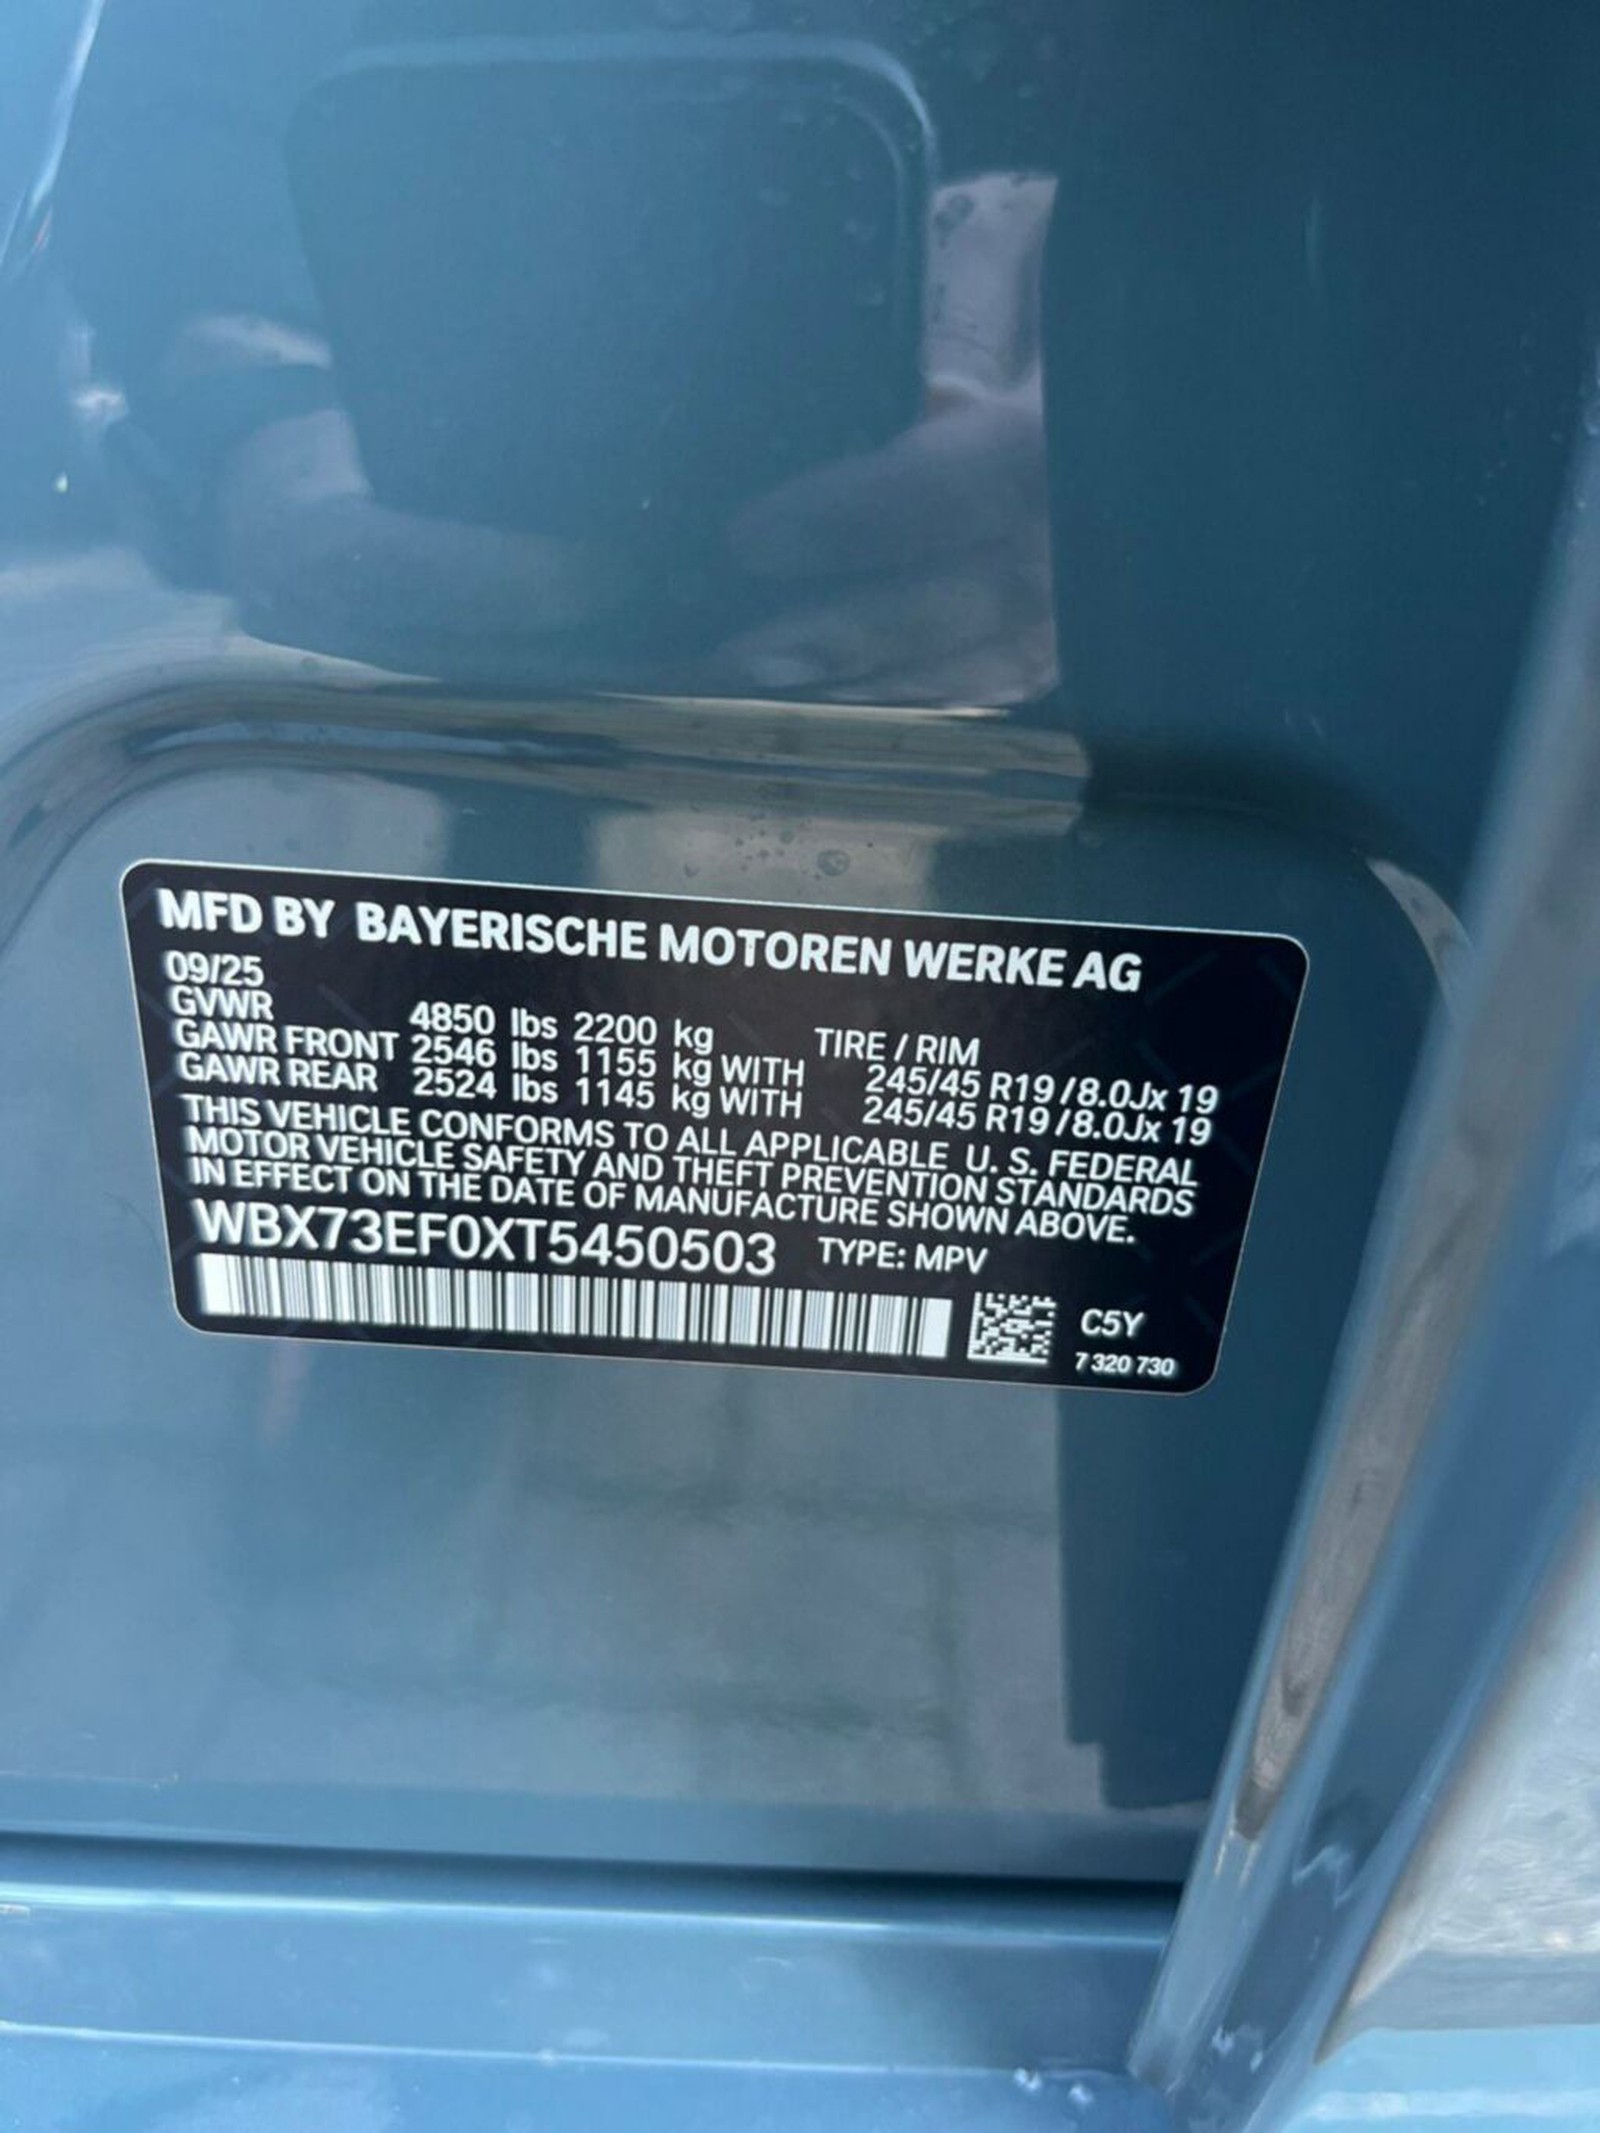 MFD BY BAYERISCHE MOTOREN WERKE AG
09/25
GVWR 4850 lbs 2200 kg TIRE / RIM
GAWR FRONT 2546 lbs 1155 kg WITH 245/45 R19 /8.0Jx 19
GAWR REAR 2524 lbs 1145 kg WITH 245/45 R19 /8.0Jx 19
THIS VEHICLE CONFORMS TO ALL APPLICABLE U. S. FEDERAL
MOTOR VEHICLE SAFETY AND THEFT PREVENTION STANDARDS
IN EFFECT ON THE DATE OF MANUFACTURE SHOWN ABOVE.
WBX73EF0XT5450503 TYPE: MPV
C5Y
7 320 730